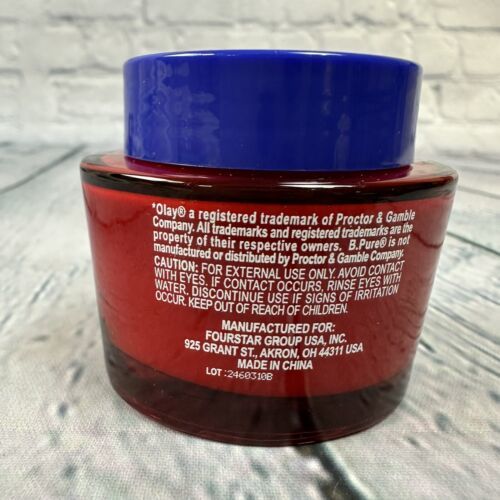 *Olay® a registered trademark of Proctor & Gamble
Company. All trademarks and registered trademarks are the
property of their respective owners. B.Pure® is not
manufactured or distributed by Proctor & Gamble Company.
CAUTION: FOR EXTERNAL USE ONLY. AVOID CONTACT
WITH EYES. IF CONTACT OCCURS, RINSE EYES WITH
WATER. DISCONTINUE USE IF SIGNS OF IRRITATION
OCCUR. KEEP OUT OF REACH OF CHILDREN.
MANUFACTURED FOR:
FOURSTAR GROUP USA, INC.
925 GRANT ST., AKRON, OH 44311 USA
MADE IN CHINA
LOT :2460310B